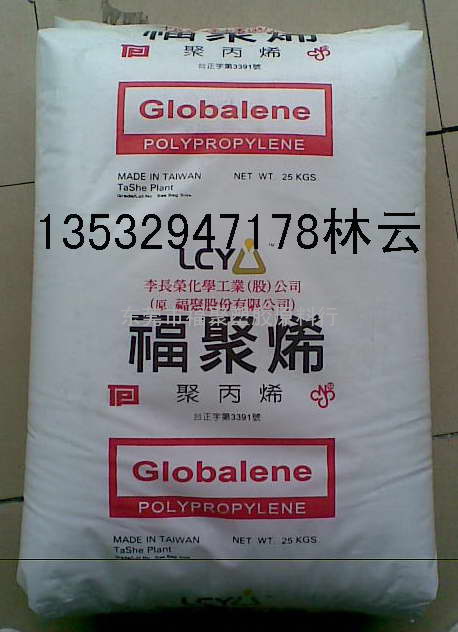 福聚烯
聚丙烯
台正字第3391號
Globalene
POLYPROPYLENE
MADE IN TAIWAN NET WT. 25 KGS.
TaShe Plant
13532947178林云
LCY
TM
李長榮化學工業(股)公司
(原 福聚股份有限公司)
福聚烯
聚丙烯
台正字第3391號
Globalene
POLYPROPYLENE
MADE IN TAIWAN NET WT. 25 KGS.
TaShe Plant
LCY